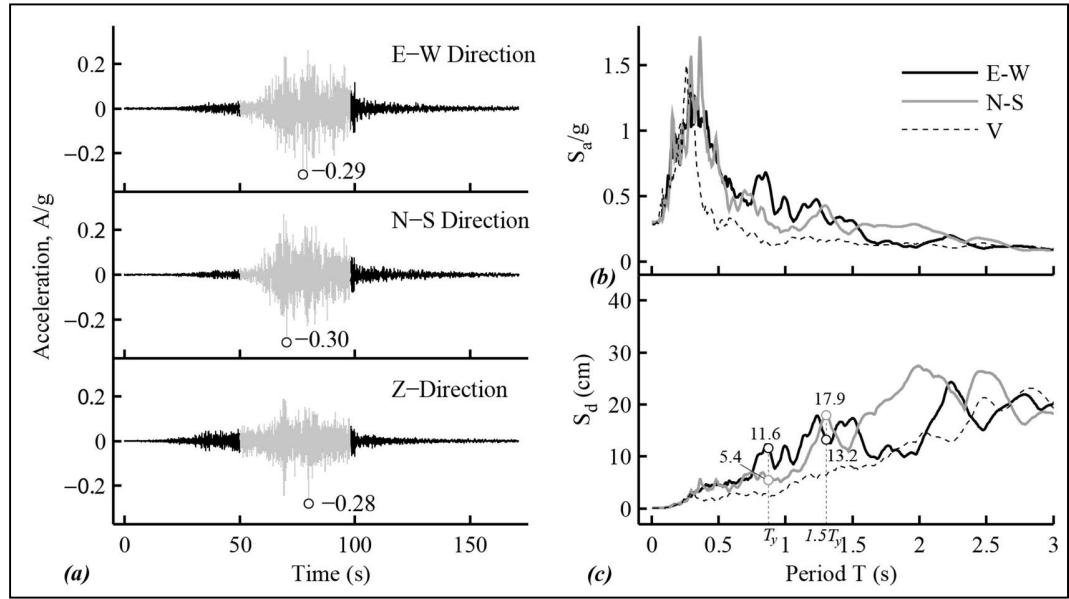 Acceleration, A/g
0.2
0
−0.2
E−W Direction
−0.29
0.2
0
−0.2
N−S Direction
−0.30
0.2
0
−0.2
Z−Direction
−0.28
0 50 100 150
(a) Time (s)
S_a/g
1.5
1
0.5
0
E-W
N-S
V
(b)
S_d (cm)
40
30
20
10
0
17.9
11.6
5.4
13.2
T_y 1.5T_y
0 0.5 1 1.5 2 2.5 3
(c) Period T (s)